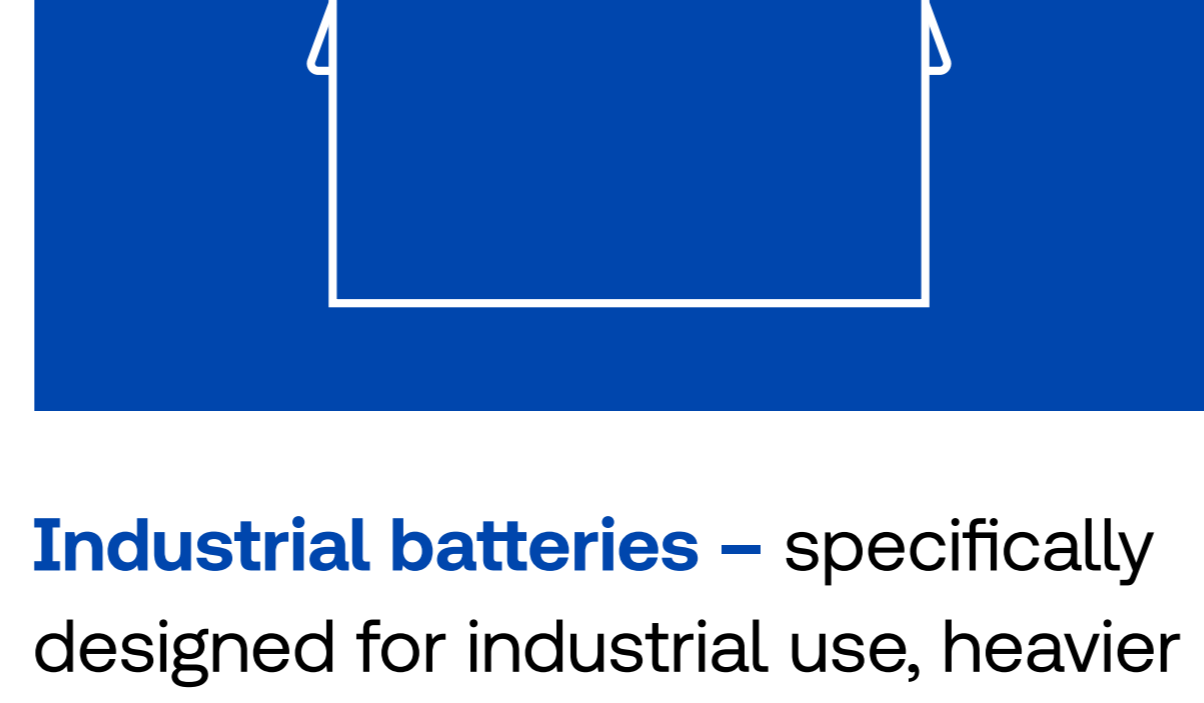 Industrial batteries – specifically
designed for industrial use, heavier